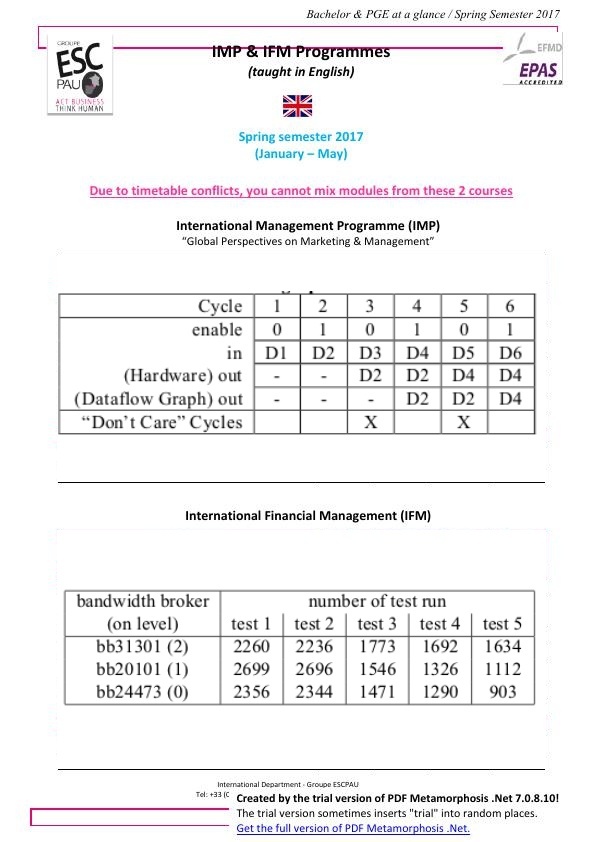 Bachelor & PGE at a glance / Spring Semester 2017
GROUPE
ESC
PAU
ACT BUSINESS
THINK HUMAN
EFMD
EPAS
ACCREDITED
IMP & IFM Programmes
(taught in English)
Spring semester 2017
(January – May)
Due to timetable conflicts, you cannot mix modules from these 2 courses
International Management Programme (IMP)
“Global Perspectives on Marketing & Management”
Cycle 1 2 3 4 5 6
enable 0 1 0 1 0 1
in D1 D2 D3 D4 D5 D6
(Hardware) out - - D2 D2 D4 D4
(Dataflow Graph) out - - - D2 D2 D4
“Don’t Care” Cycles X X
International Financial Management (IFM)
bandwidth broker number of test run
(on level) test 1 test 2 test 3 test 4 test 5
bb31301 (2) 2260 2236 1773 1692 1634
bb20101 (1) 2699 2696 1546 1326 1112
bb24473 (0) 2356 2344 1471 1290 903
International Department - Groupe ESCPAU
Tel: +33 (0
Created by the trial version of PDF Metamorphosis .Net 7.0.8.10!
The trial version sometimes inserts "trial" into random places.
Get the full version of PDF Metamorphosis .Net.